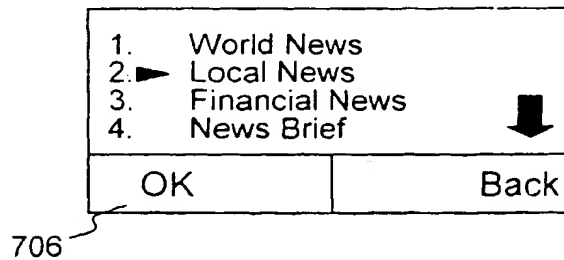 1. World News
2. Local News
3. Financial News
4. News Brief
OK Back
706